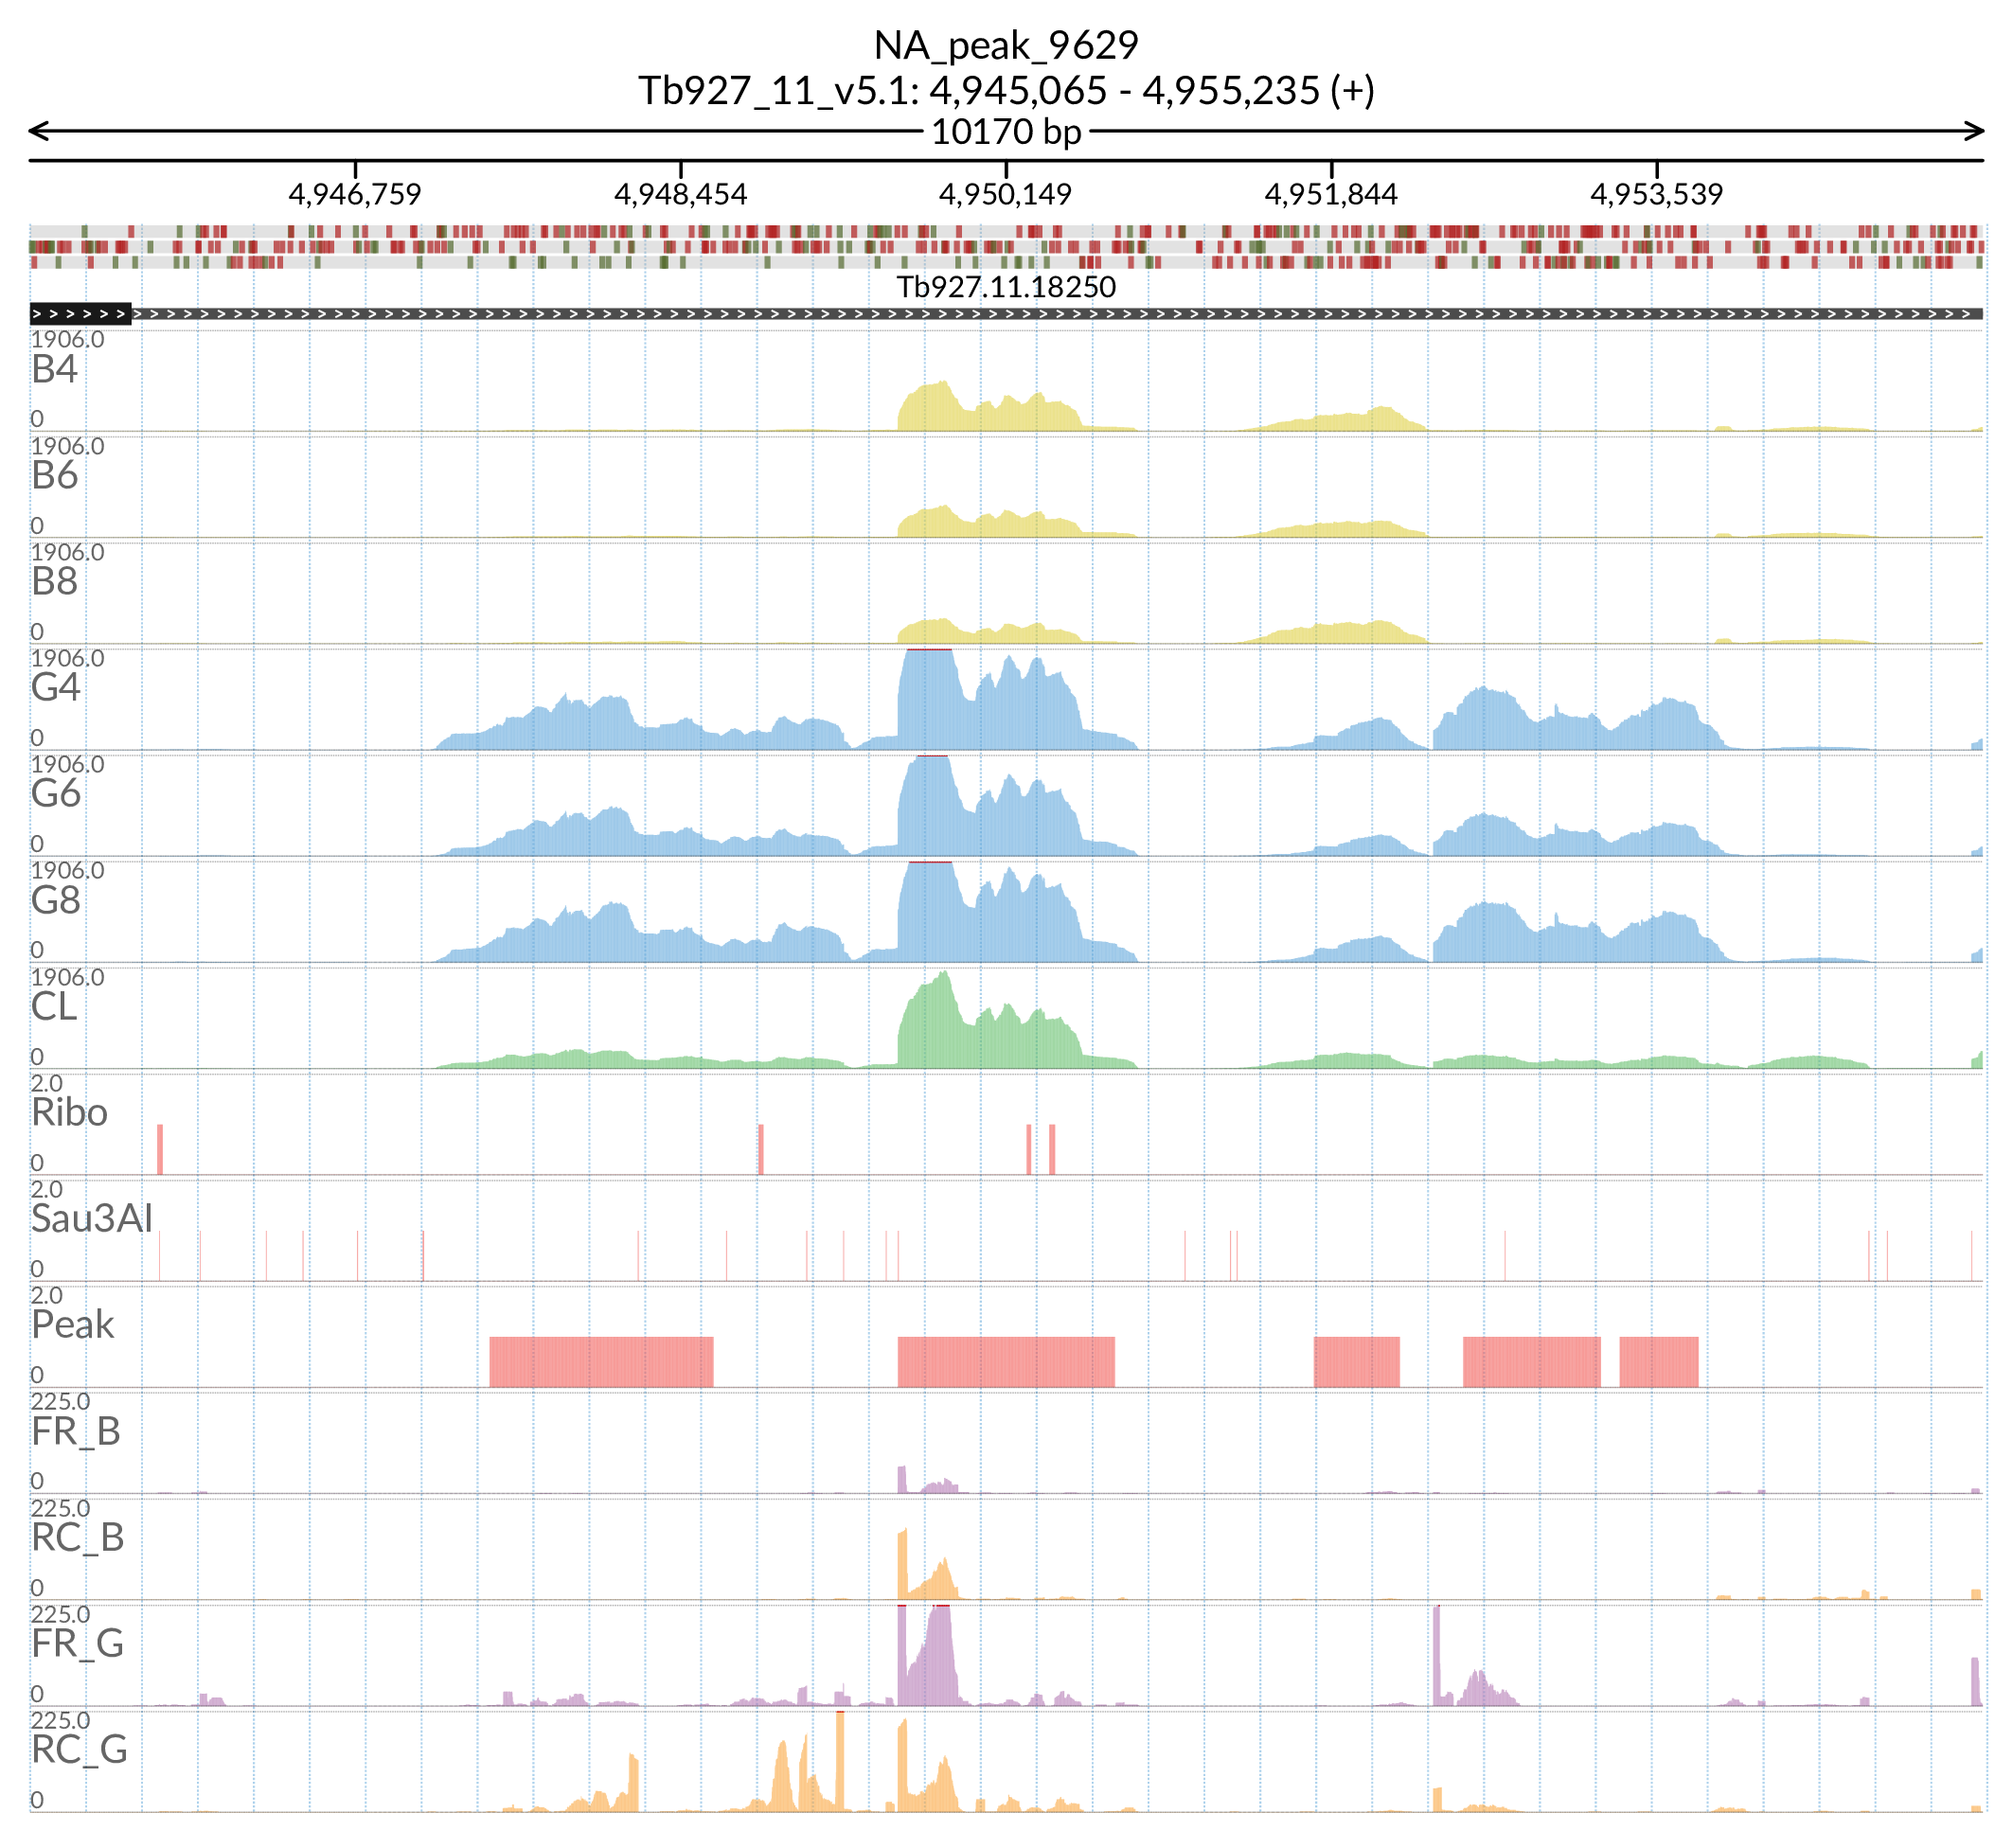 NA_peak_9629
Tb927_11_v5.1: 4,945,065 - 4,955,235 (+)
10170 bp
4,946,759 4,948,454 4,950,149 4,951,844 4,953,539
Tb927.11.18250
1906.0
B4
0
1906.0
B6
0
1906.0
B8
0
1906.0
G4
0
1906.0
G6
0
1906.0
G8
0
1906.0
CL
0
2.0
Ribo
0
2.0
Sau3AI
0
2.0
Peak
0
225.0
FR_B
0
225.0
RC_B
0
225.0
FR_G
0
225.0
RC_G
0